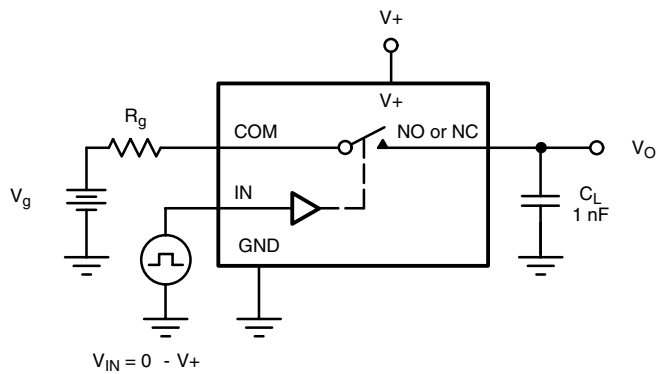 V+
V+
Rg
COM
NO or NC
VO
Vg
IN
CL
1 nF
GND
VIN = 0 - V+